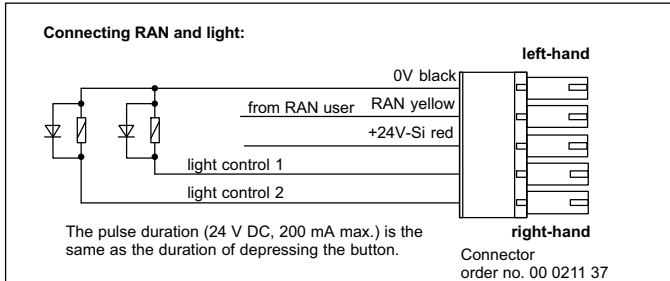 Connecting RAN and light:
left-hand
0V black
from RAN user RAN yellow
+24V-Si red
light control 1
light control 2
The pulse duration (24 V DC, 200 mA max.) is the
same as the duration of depressing the button.
right-hand
Connector
order no. 00 0211 37